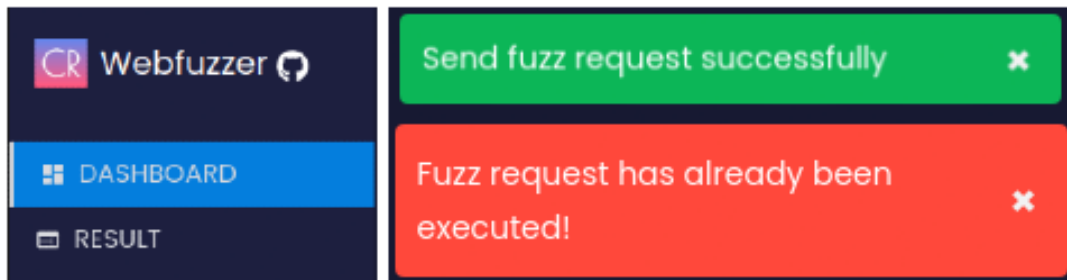 CR Webfuzzer
DASHBOARD
RESULT
Send fuzz request successfully
Fuzz request has already been
executed!